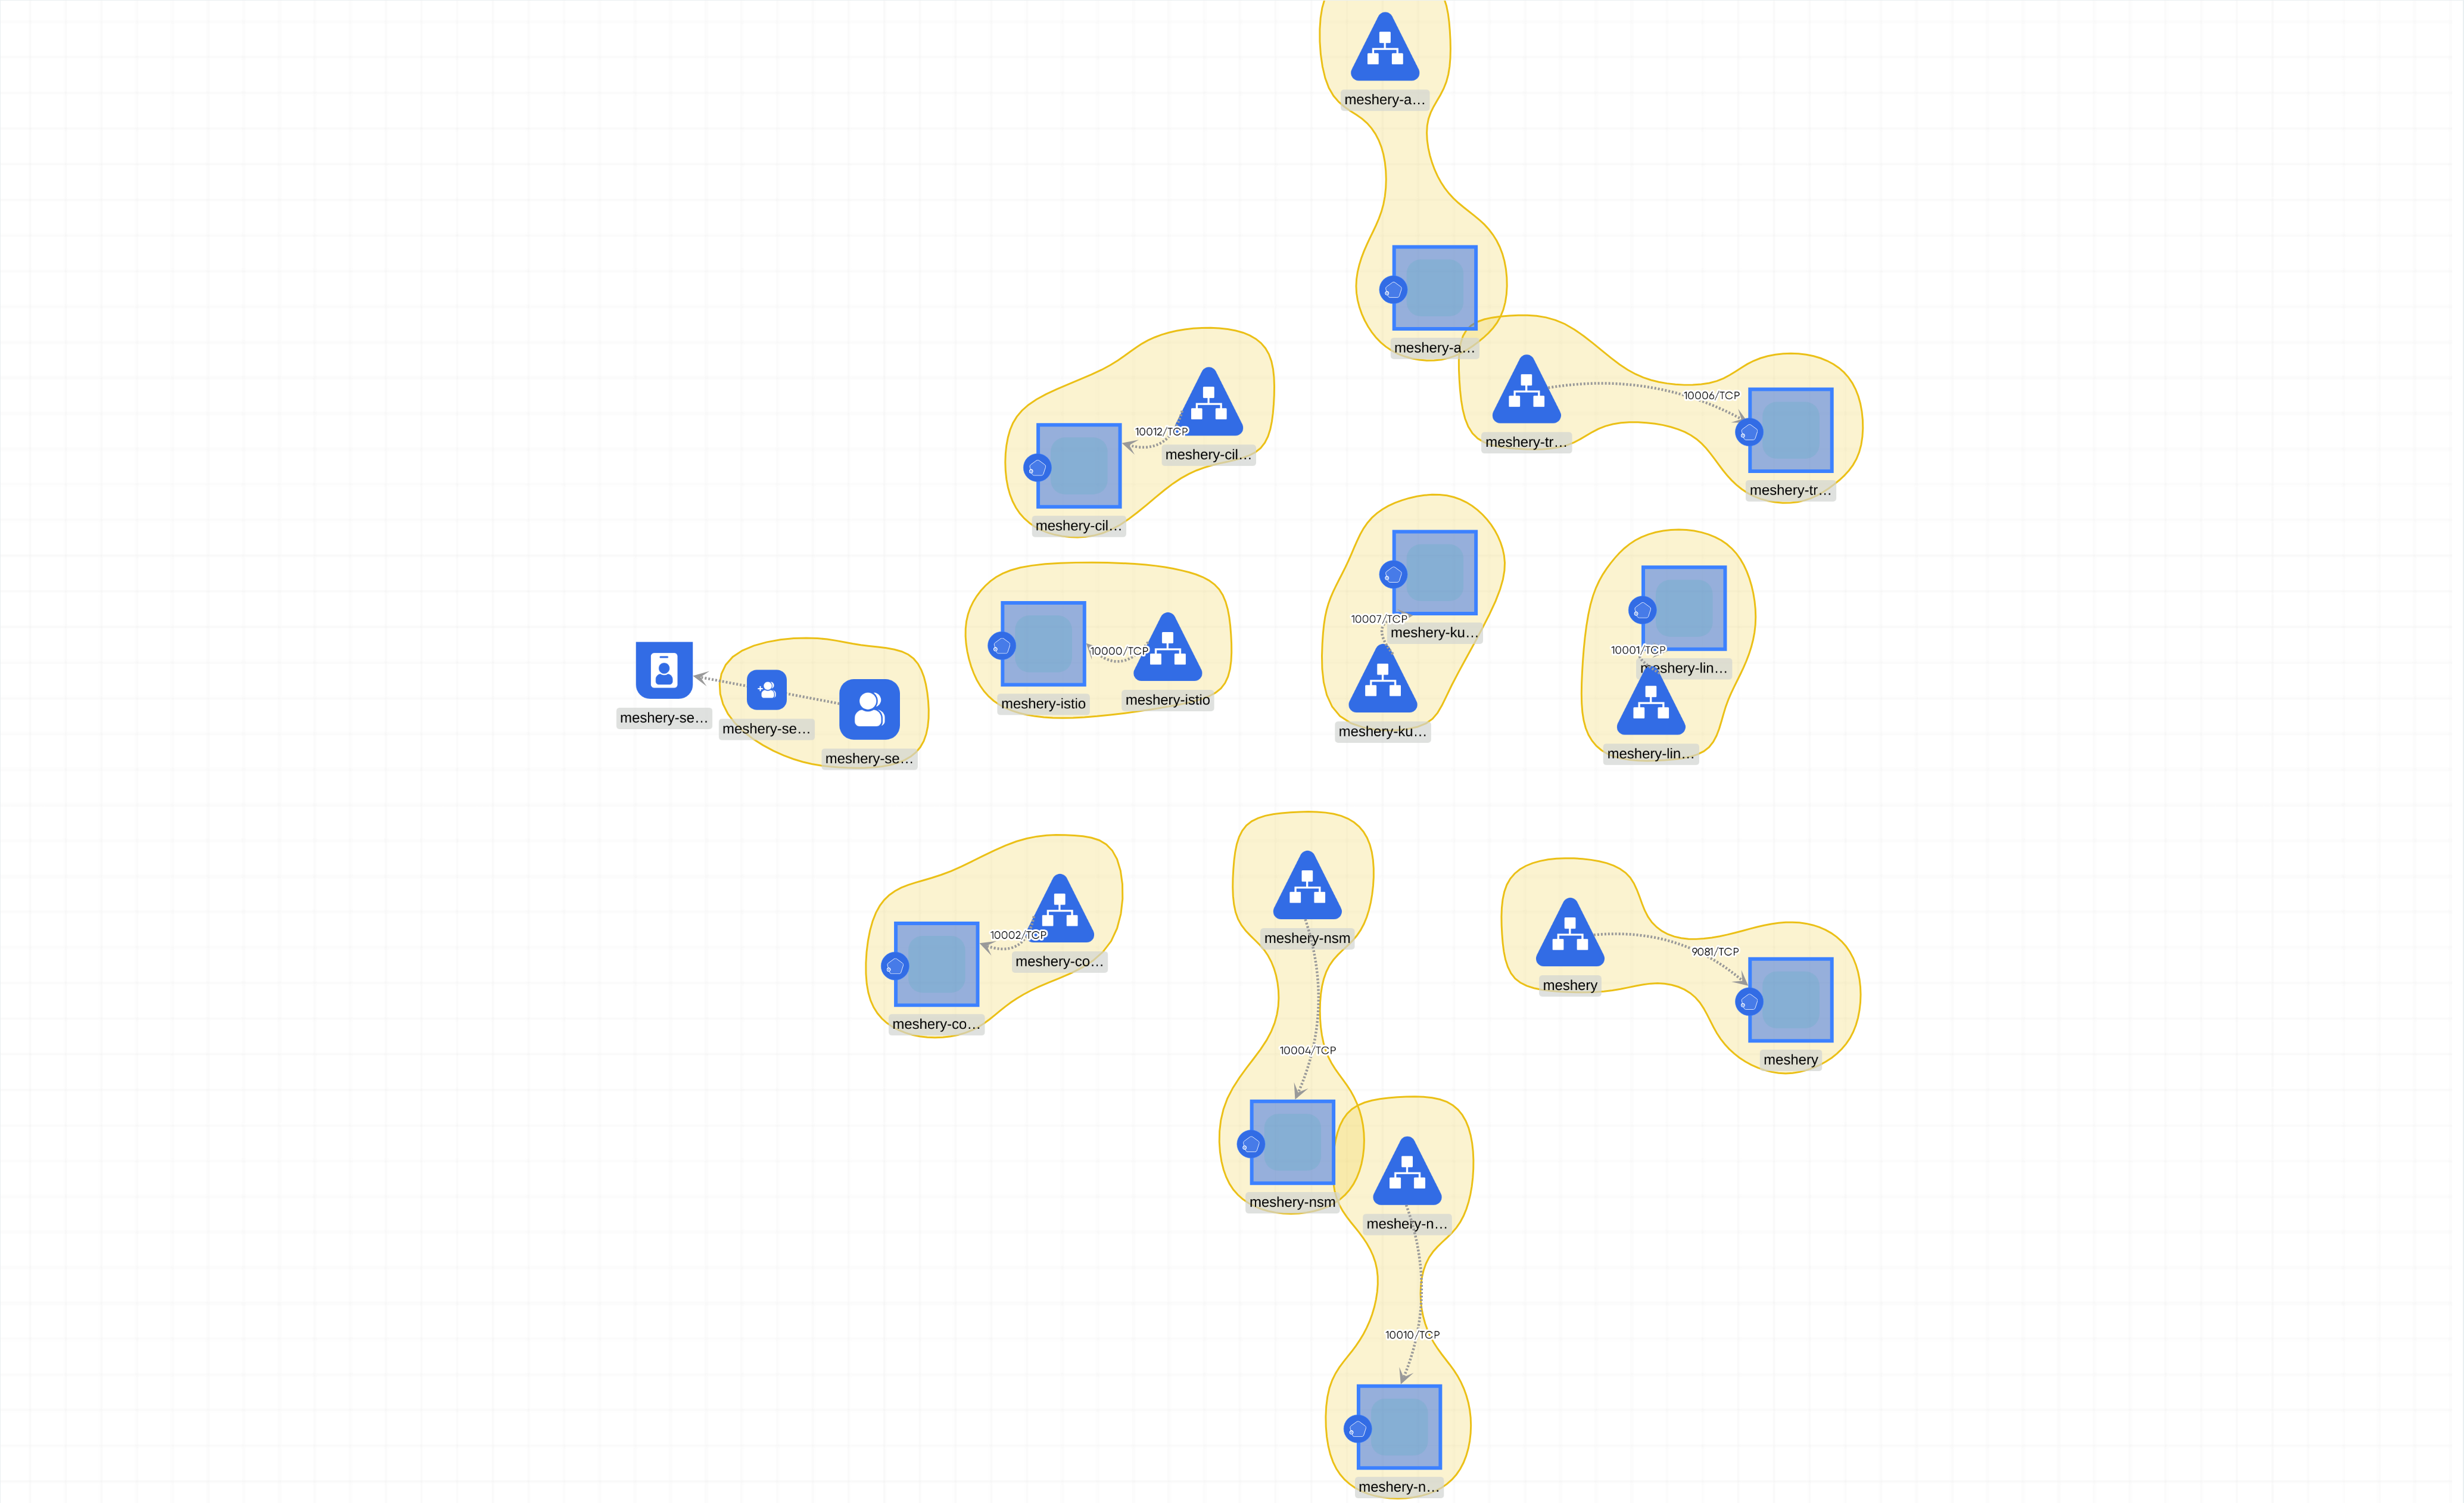 meshery-a…
meshery-a…
10006/TCP
meshery-tr…
meshery-tr…
10012/TCP
meshery-cil…
meshery-cil…
10007/TCP
meshery-ku…
meshery-ku…
10001/TCP
meshery-lin…
meshery-lin…
10000/TCP
meshery-istio
meshery-istio
meshery-se…
meshery-se…
meshery-se…
10002/TCP
meshery-co…
meshery-co…
meshery-nsm
10004/TCP
meshery-nsm
9081/TCP
meshery
meshery
meshery-n…
10010/TCP
meshery-n…